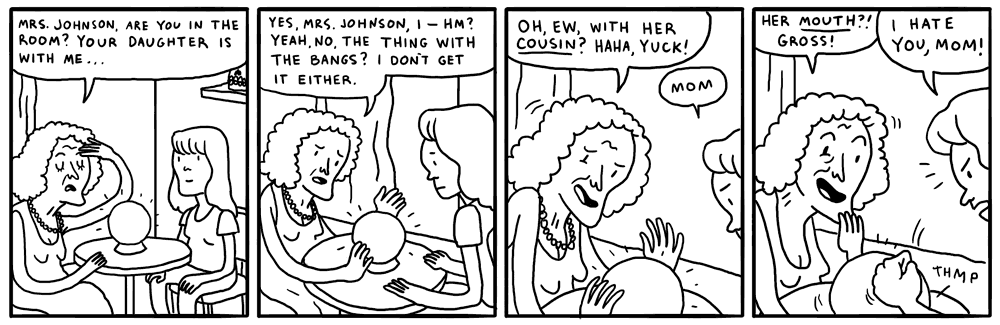 MRS. JOHNSON, ARE YOU IN THE
ROOM? YOUR DAUGHTER IS
WITH ME...
YES, MRS. JOHNSON, I — HM?
YEAH, NO, THE THING WITH
THE BANGS? I DON'T GET
IT EITHER.
OH, EW, WITH HER
COUSIN? HAHA, YUCK!
MOM
HER MOUTH?!
GROSS!
I HATE
YOU, MOM!
THMP